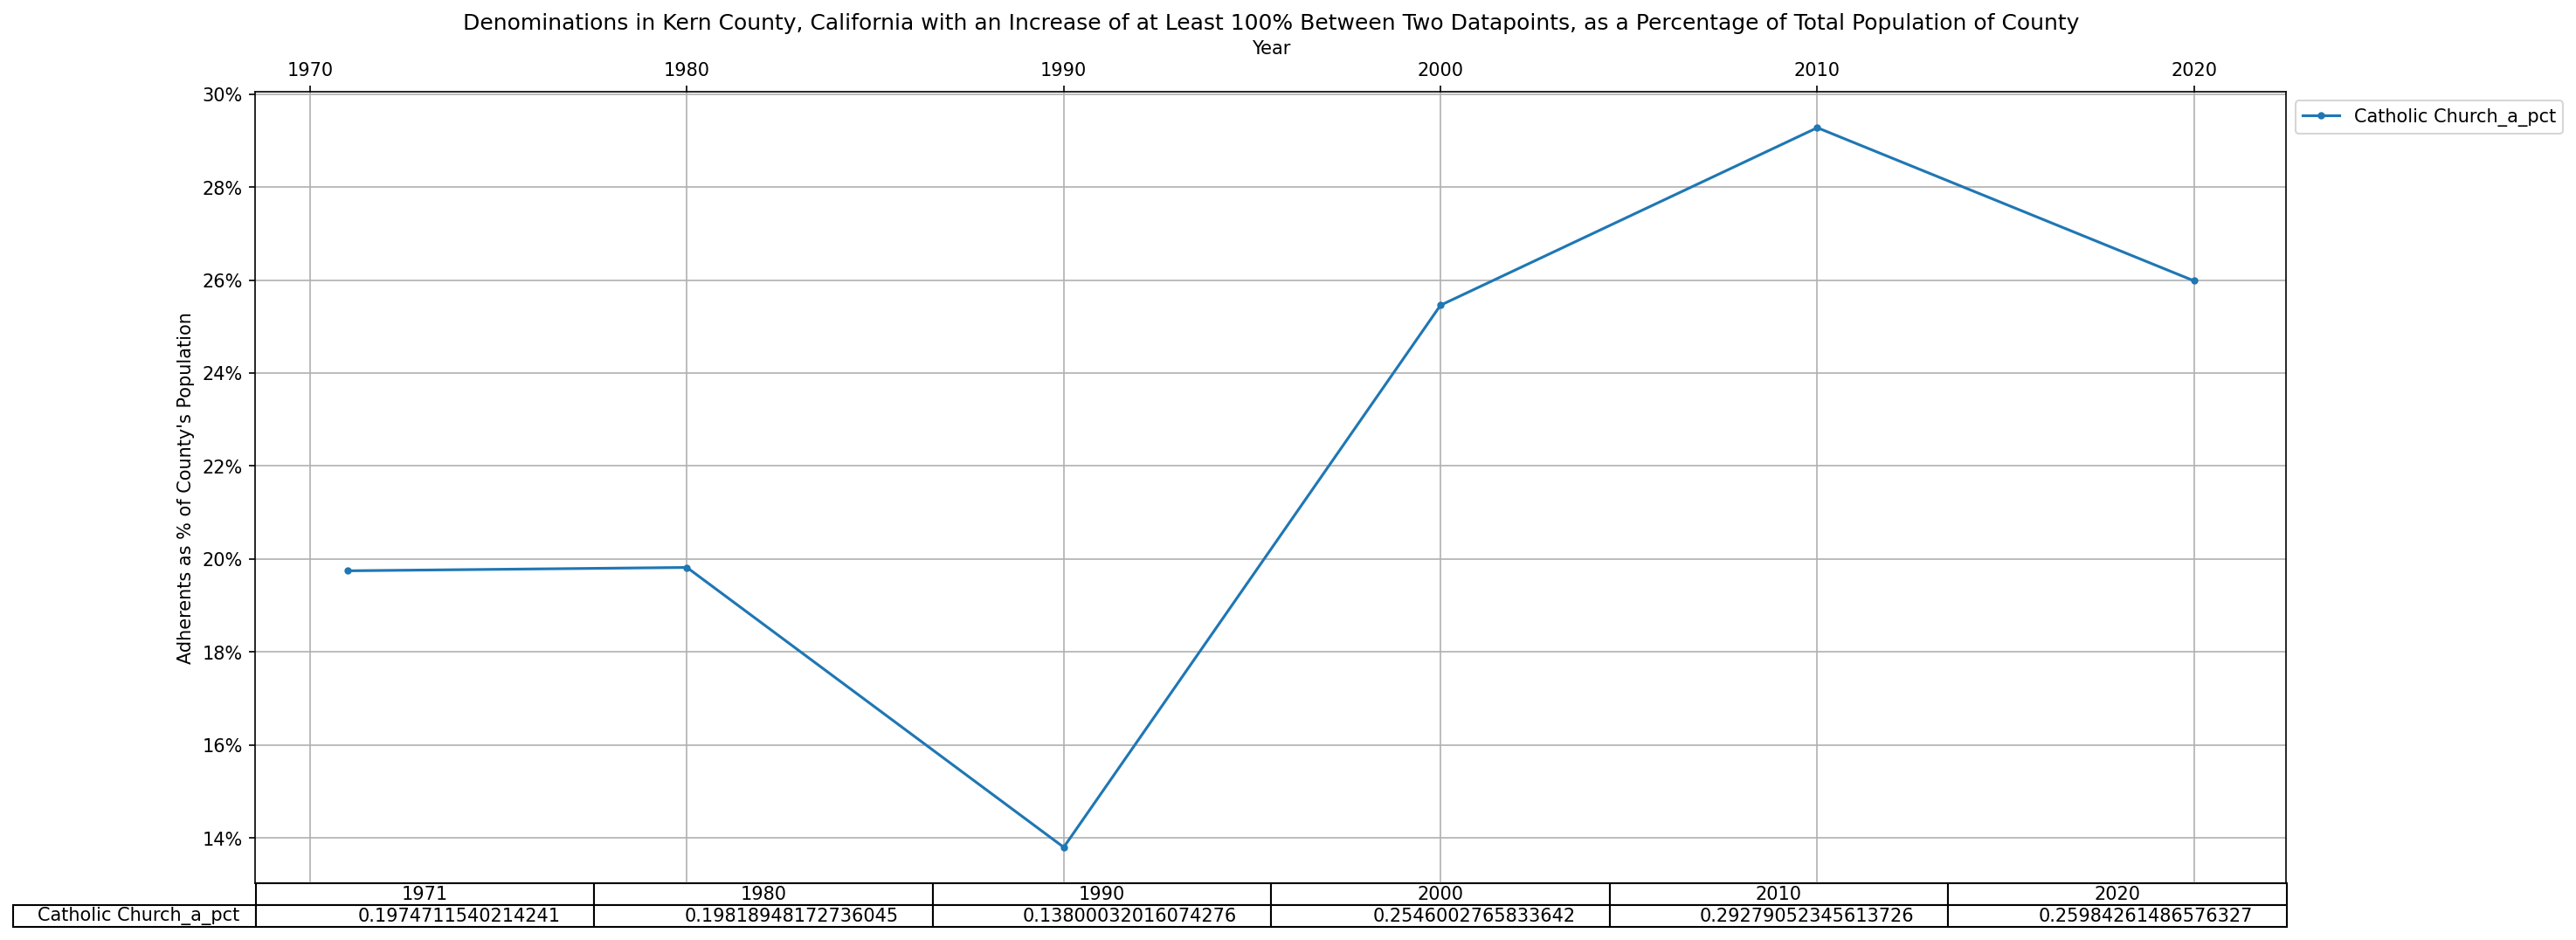 Denominations in Kern County, California with an Increase of at Least 100% Between Two Datapoints, as a Percentage of Total Population of County
Year
1970 1980 1990 2000 2010 2020
Catholic Church_a_pct
30%
28%
26%
24%
22%
20%
18%
16%
14%
Adherents as % of County's Population
1971 1980 1990 2000 2010 2020
Catholic Church_a_pct 0.1974711540214241 0.19818948172736045 0.13800032016074276 0.2546002765833642 0.29279052345613726 0.259842614865763​27